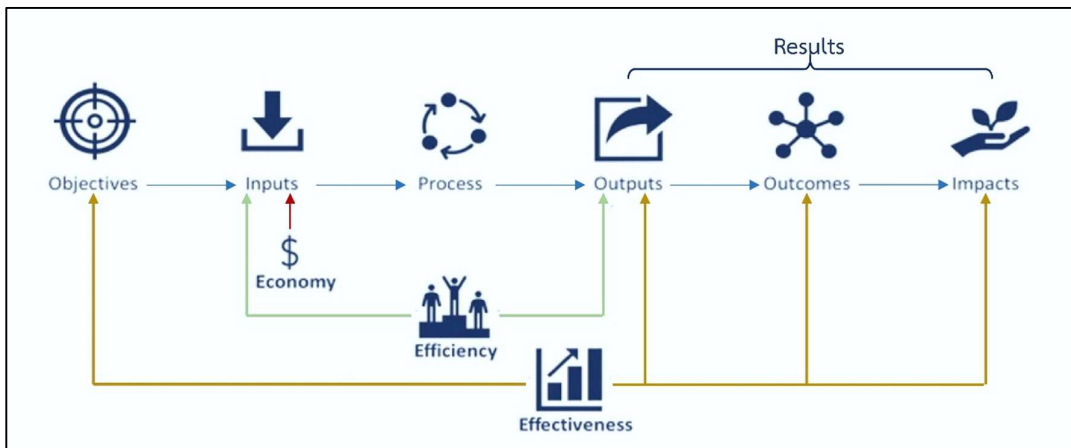 Results
Objectives
Inputs
Process
Outputs
Outcomes
Impacts
$
Economy
Efficiency
Effectiveness